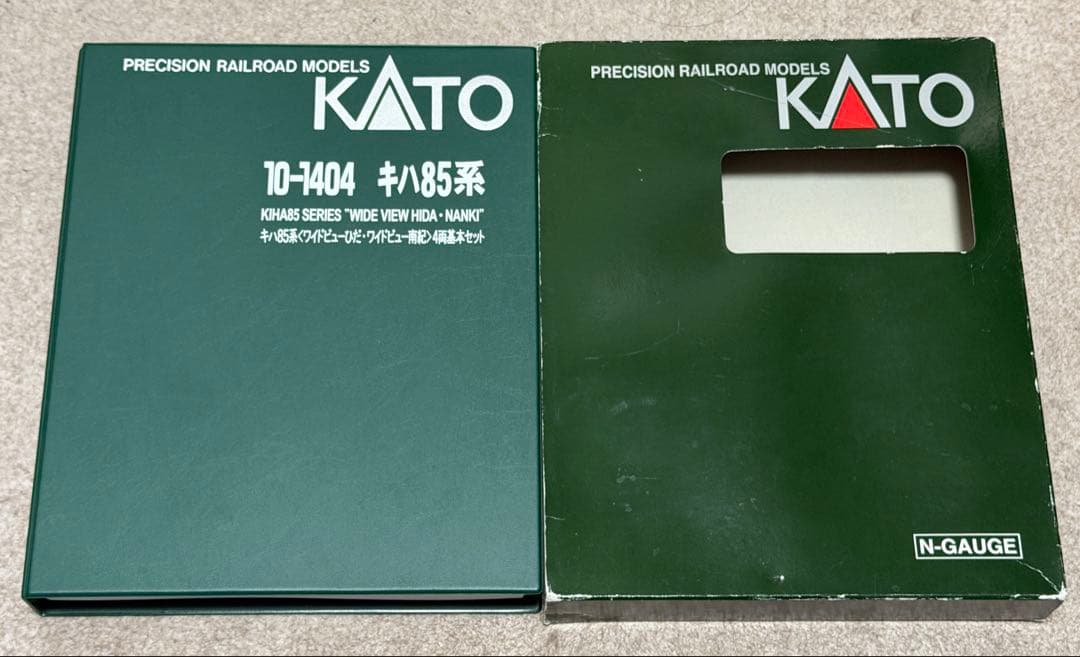 PRECISION RAILROAD MODELS
KATO
10-1404 キハ85系
KIHA85 SERIES "WIDE VIEW HIDA・NANKI"
キハ85系〈ワイドビューひだ・ワイドビュー南紀〉4両基本セット
PRECISION RAILROAD MODELS
KATO
N-GAUGE